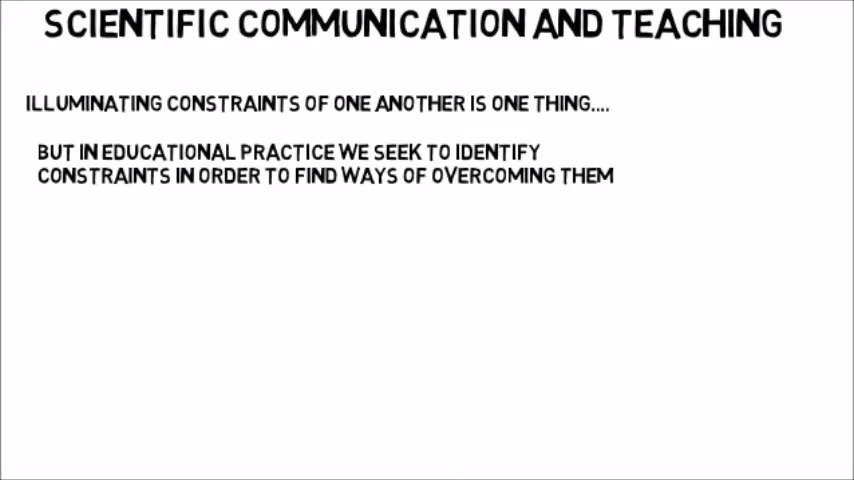 SCIENTIFIC COMMUNICATION AND TEACHING
ILLUMINATING CONSTRAINTS OF ONE ANOTHER IS ONE THING....
BUT IN EDUCATIONAL PRACTICE WE SEEK TO IDENTIFY
CONSTRAINTS IN ORDER TO FIND WAYS OF OVERCOMING THEM